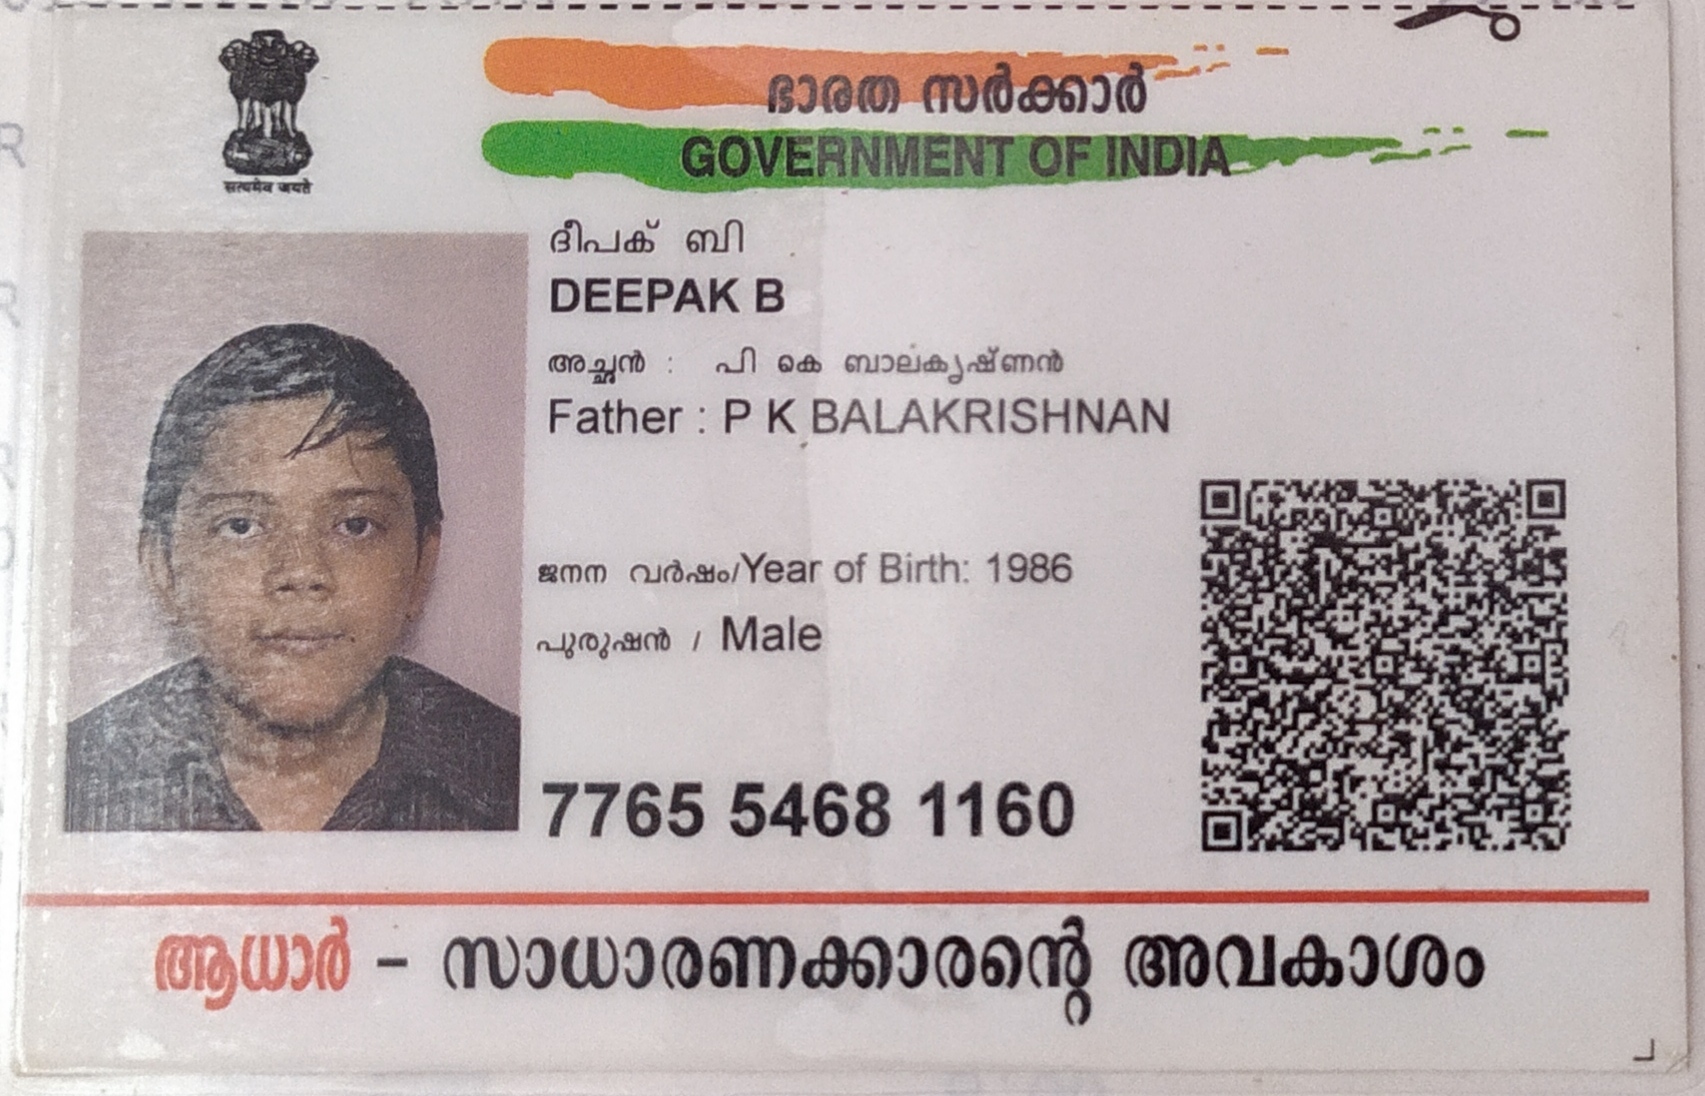 सत्यमेव जयते
ഭാരത സർക്കാർ
GOVERNMENT OF INDIA
ദീപക് ബി
DEEPAK B
അച്ഛൻ : പി കെ ബാലകൃഷ്ണൻ
Father : P K BALAKRISHNAN
ജനന വർഷം/Year of Birth: 1986
പുരുഷൻ / Male
7765 5468 1160
ആധാർ – സാധാരണക്കാരന്റെ അവകാശം